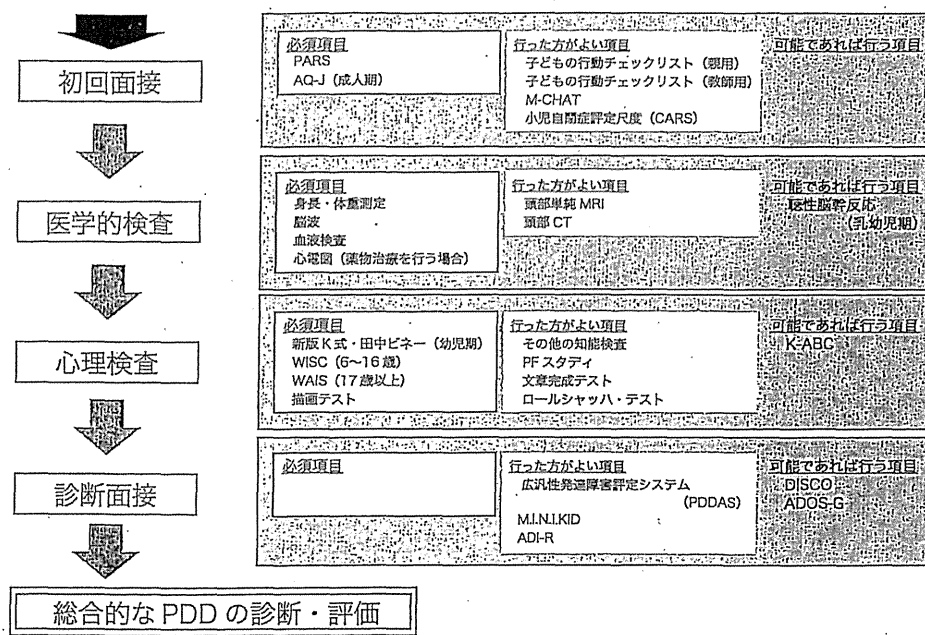 初回面接
必須項目
PARS
AQ-J（成人期）
行った方がよい項目
子どもの行動チェックリスト（親用）
子どもの行動チェックリスト（教師用）
M-CHAT
小児自閉症評定尺度（CARS）
可能であれば行う項目
医学的検査
必須項目
身長・体重測定
脳波
血液検査
心電図（薬物治療を行う場合）
行った方がよい項目
頭部単純 MRI
頭部 CT
可能であれば行う項目
聴性脳幹反応
（乳幼児期）
心理検査
必須項目
新版 K 式・田中ビネー（幼児期）
WISC（6〜16 歳）
WAIS（17 歳以上）
描画テスト
行った方がよい項目
その他の知能検査
PF スタディ
文章完成テスト
ロールシャッハ・テスト
可能であれば行う項目
K-ABC
診断面接
必須項目
行った方がよい項目
広汎性発達障害評定システム
（PDDAS）
M.I.N.I.KID
ADI-R
可能であれば行う項目
DISCO
ADOS-G
総合的な PDD の診断・評価